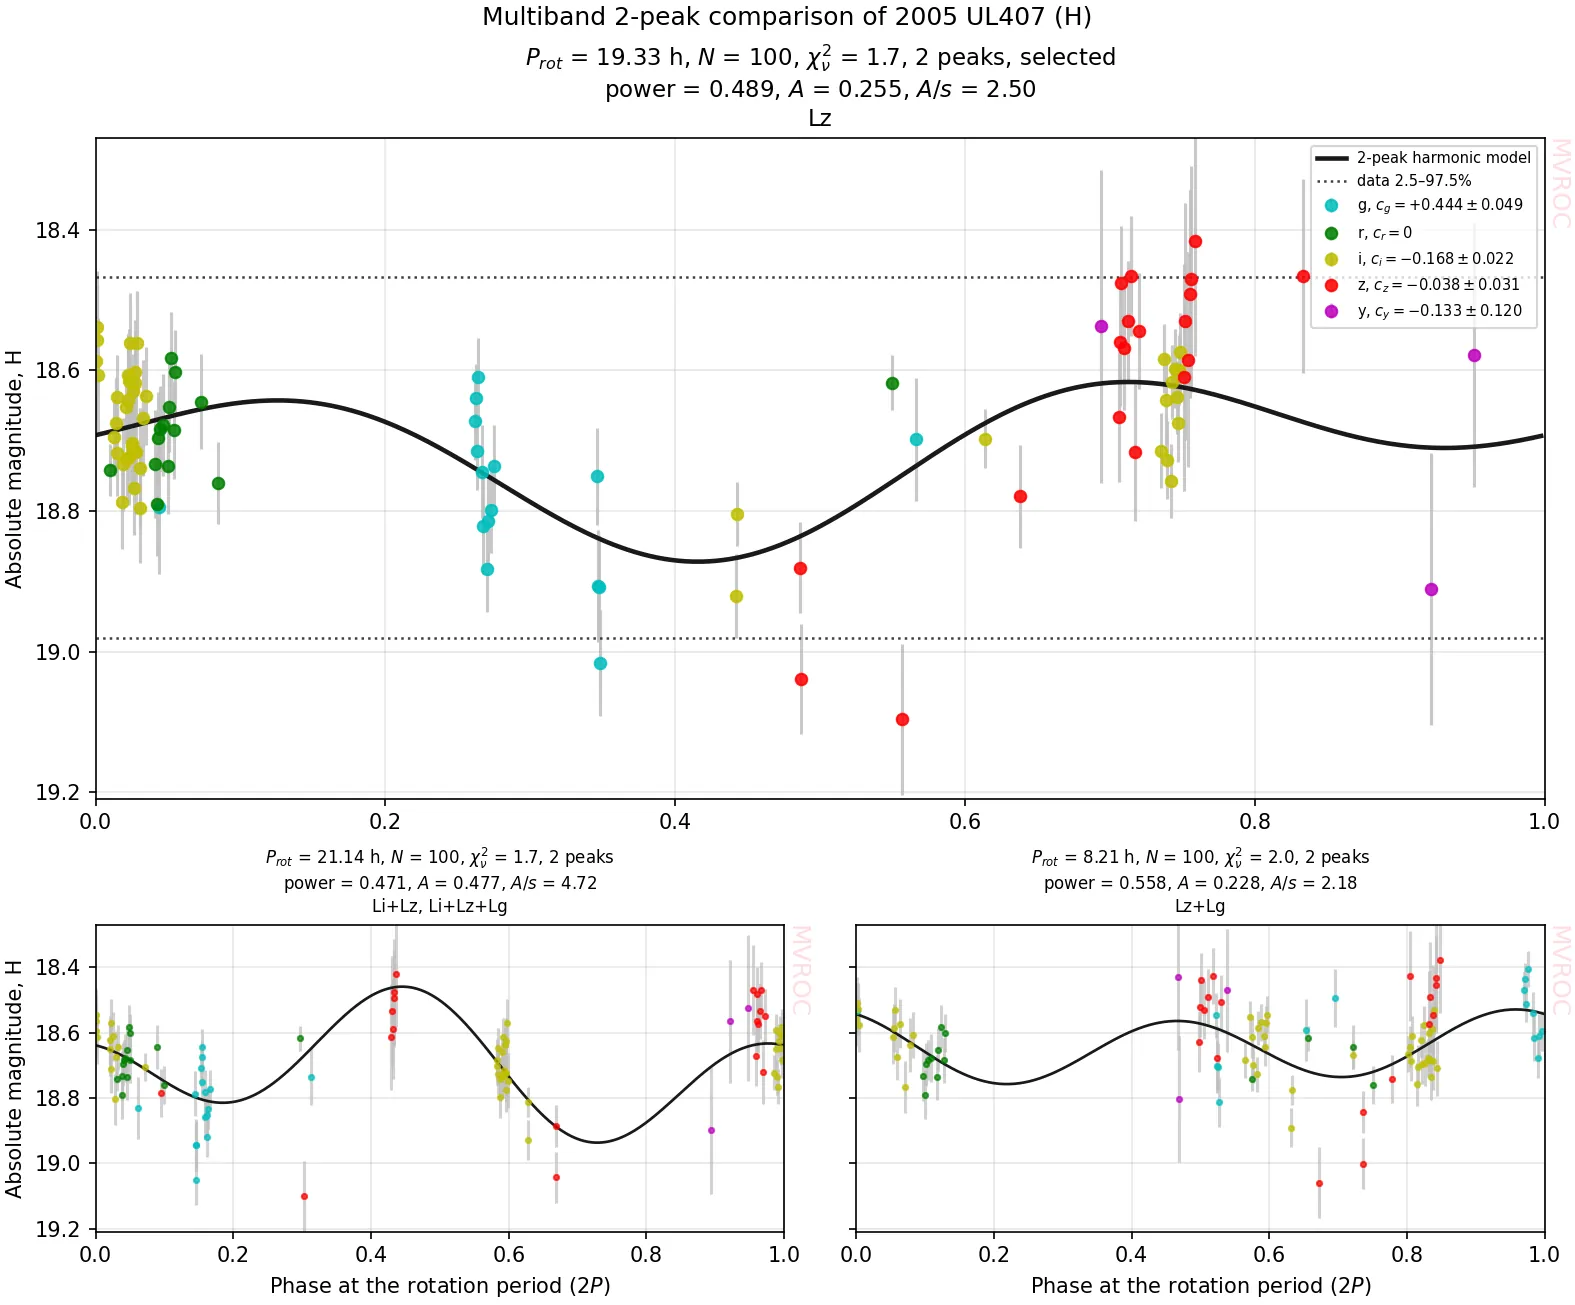 Multiband 2-peak comparison of 2005 UL407 (H)
P_rot = 19.33 h, N = 100, χ²_ν = 1.7, 2 peaks, selected
power = 0.489, A = 0.255, A/s = 2.50
Lz
MVROC
2-peak harmonic model
data 2.5–97.5%
g, c_g = +0.444 ± 0.049
r, c_r = 0
i, c_i = −0.168 ± 0.022
z, c_z = −0.038 ± 0.031
y, c_y = −0.133 ± 0.120
Absolute magnitude, H
18.4
18.6
18.8
19.0
19.2
0.0 0.2 0.4 0.6 0.8 1.0
P_rot = 21.14 h, N = 100, χ²_ν = 1.7, 2 peaks
power = 0.471, A = 0.477, A/s = 4.72
Li+Lz, Li+Lz+Lg
MVROC
Absolute magnitude, H
18.4
18.6
18.8
19.0
19.2
0.0 0.2 0.4 0.6 0.8 1.0
Phase at the rotation period (2P)
P_rot = 8.21 h, N = 100, χ²_ν = 2.0, 2 peaks
power = 0.558, A = 0.228, A/s = 2.18
Lz+Lg
MVROC
0.0 0.2 0.4 0.6 0.8 1.0
Phase at the rotation period (2P)